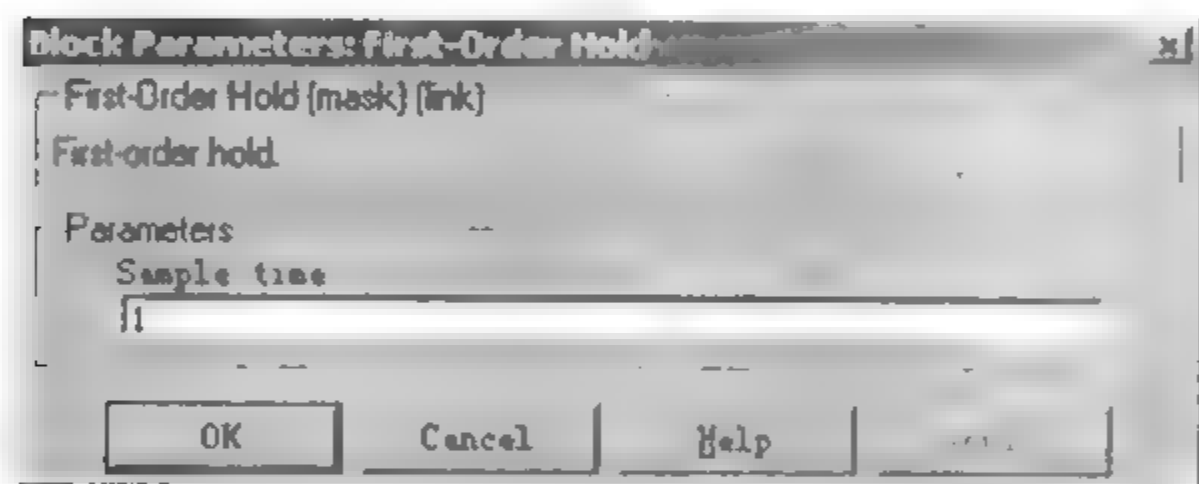 Block Parameters: First-Order Hold
First-Order Hold (mask) (link)
First-order hold.
Parameters
Sample time
1
OK Cancel Help